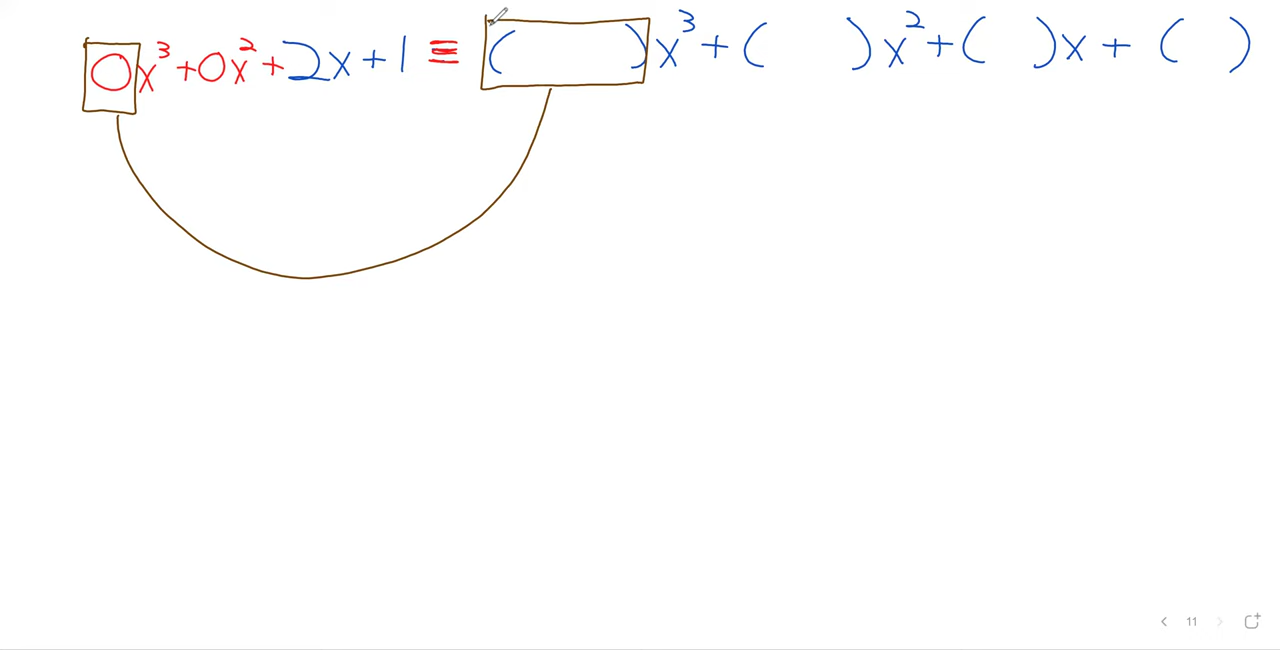 0x³+0x²+2x+1≡( )x³+( )x²+( )x+( )
< 11 >